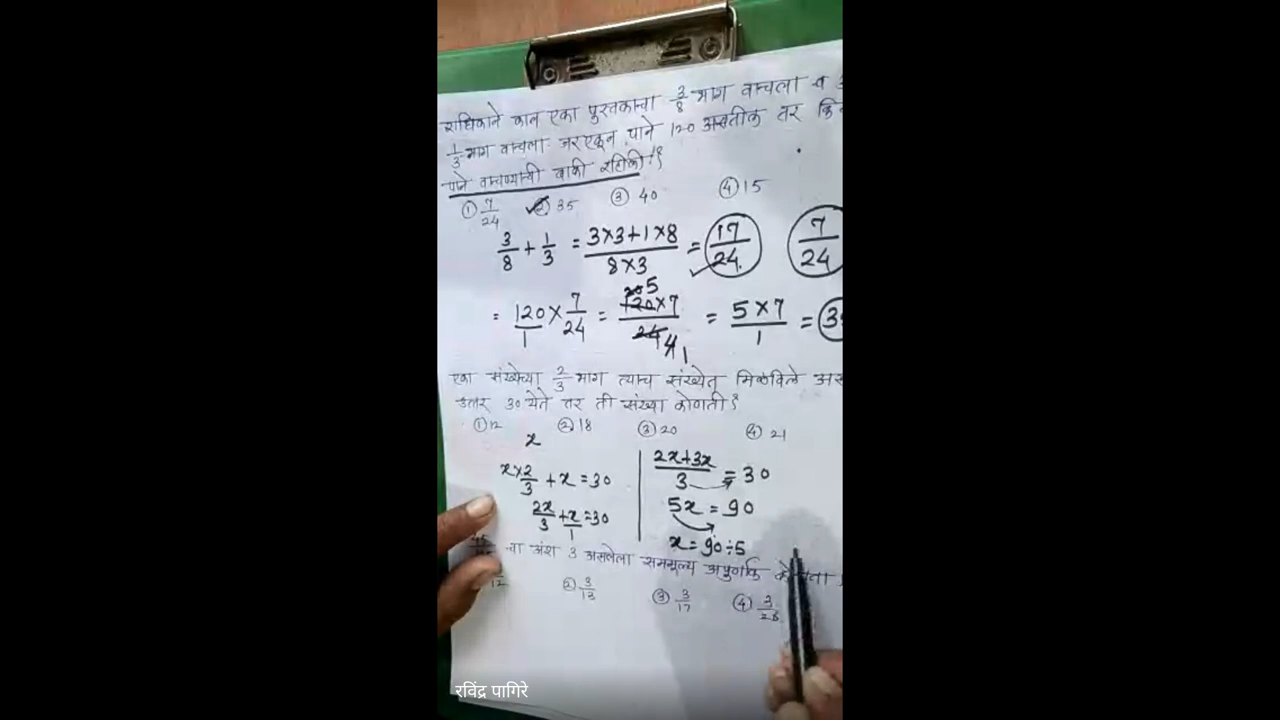 राधिकाने काल एका पुस्तकाचा 3/8 भाग वाचला व
1/3 भाग वाचला. जर एकून पाने 120 असतील तर
पाने वाचण्याची बाकी राहिली?
① 7/24 ② 35 ③ 40 ④ 15
3/8 + 1/3 = 3×3+1×8/8×3 = 17/24 7/24
= 120/1 × 7/24 = 120×7/24 = 5×7/1 =
एका संख्येच्या 2/3 भाग त्याच संख्येत मिळविले
उत्तर 30 येते तर ती संख्या कोणती?
① 12 ② 18 ③ 20 ④ 21
x
x×2/3 + x = 30
2x/3 + x/1 = 30
2x+3x/3 = 30
5x = 90
x = 90÷5
चा अंश 3 असलेला सममूल्य अपुर्णांक
12 ② 3/13 ③ 3/17 ④
रविंद्र पागिरे